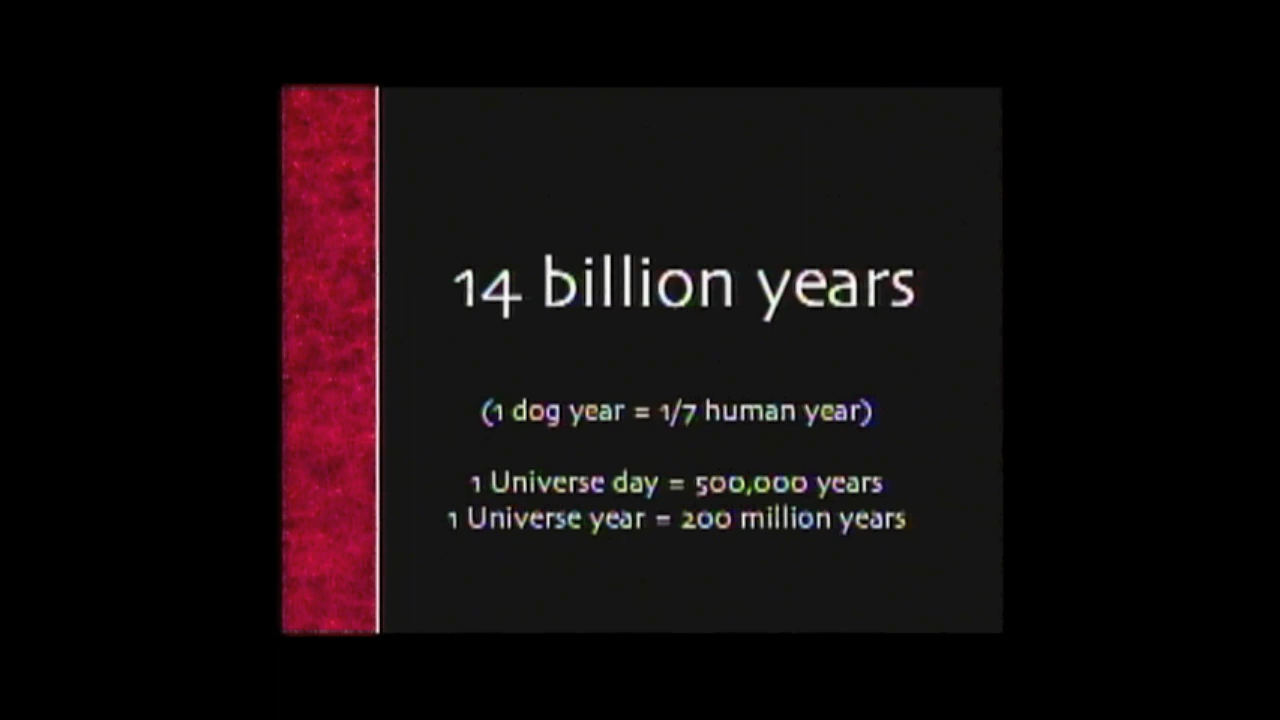 14 billion years
(1 dog year = 1/7 human year)
1 Universe day = 500,000 years
1 Universe year = 200 million years